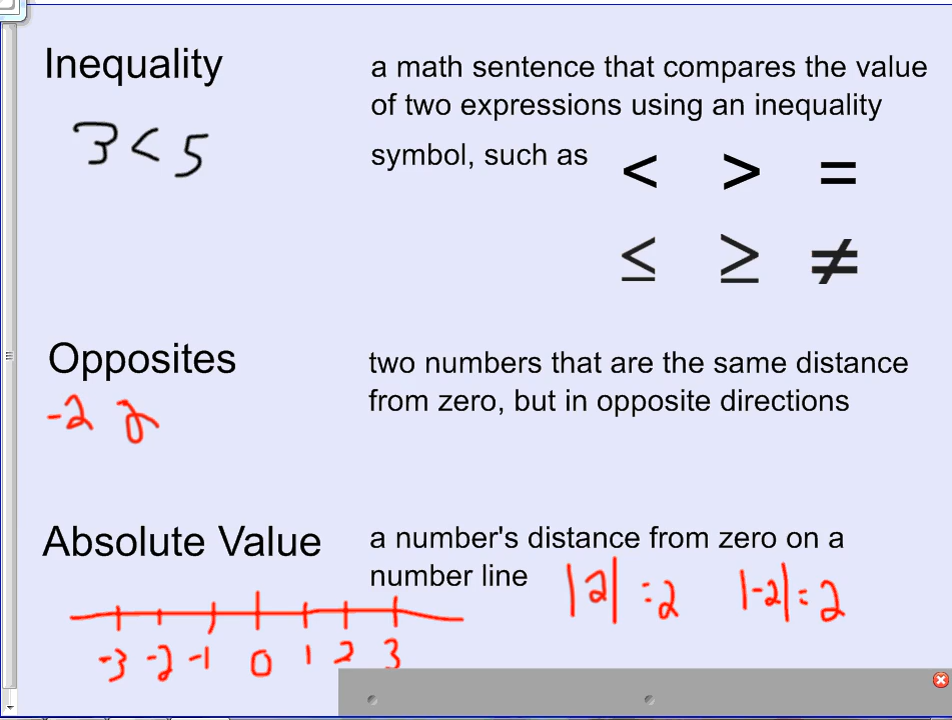 Inequality
a math sentence that compares the value
of two expressions using an inequality
symbol, such as < > =
≤ ≥ ≠
3 < 5
Opposites
two numbers that are the same distance
from zero, but in opposite directions
-2 2
Absolute Value
a number's distance from zero on a
number line
|2| = 2 |-2| = 2
-3 -2 -1 0 1 2 3